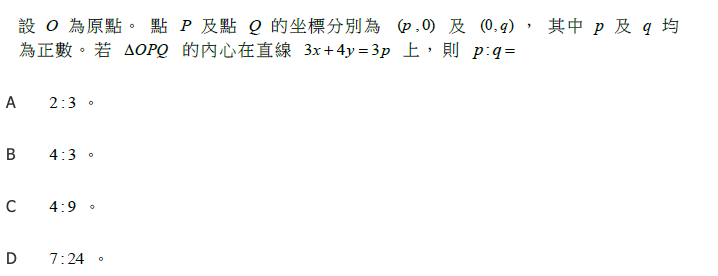 設 O 為原點。 點 P 及點 Q 的坐標分別為 (p,0) 及 (0,q) , 其中 p 及 q 均
為正數。若 ΔOPQ 的內心在直線 3x+4y=3p 上,則 p:q=
A 2:3 。
B 4:3 。
C 4:9 。
D 7:24 。